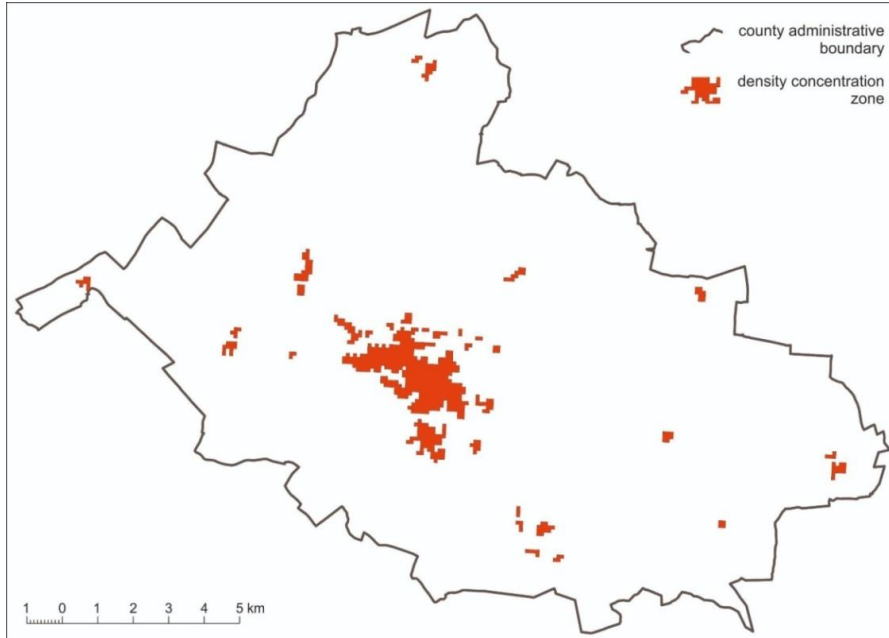 county administrative
boundary
density concentration
zone
1 0 1 2 3 4 5 km